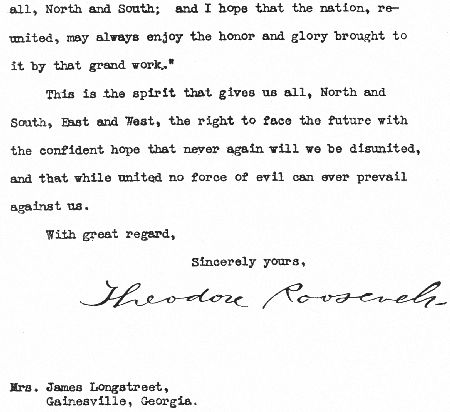 all, North and South; and I hope that the nation, re-
united, may always enjoy the honor and glory brought to
it by that grand work."
This is the spirit that gives us all, North and
South, East and West, the right to face the future with
the confident hope that never again will we be disunited,
and that while united no force of evil can ever prevail
against us.
With great regard,
Sincerely yours,
Theodore Roosevelt
Mrs. James Longstreet,
Gainesville, Georgia.